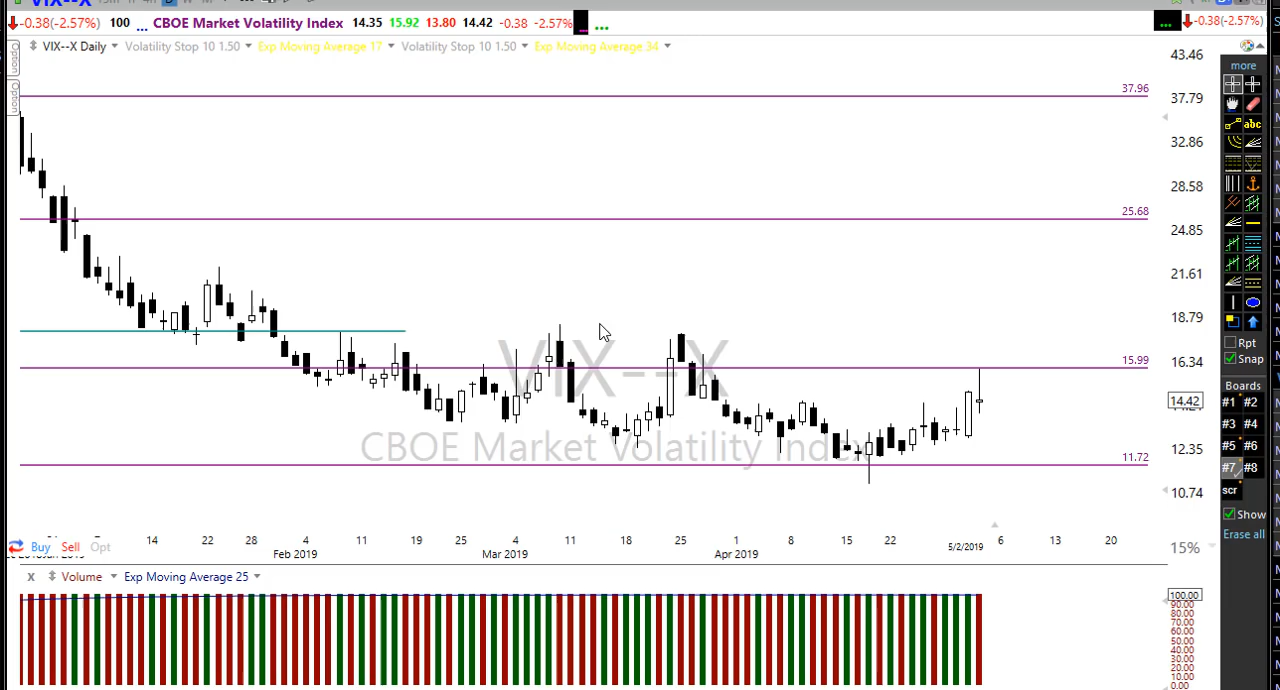 VIX--X
-0.38(-2.57%) 100 ... CBOE Market Volatility Index 14.35 15.92 13.80 14.42 -0.38 -2.57% ... ... ... -0.38(-2.57%)
VIX--X Daily Volatility Stop 10 1.50 Exp Moving Average 17 Volatility Stop 10 1.50 Exp Moving Average 34
Option
Option
43.46
more
37.96
37.79
abc
32.86
28.58
25.68
24.85
21.61
18.79
Rpt
15.99
16.34
Snap
VIX--X
Boards
14.42
#1 #2
#3 #4
CBOE Market Volatility Index
12.35
#5 #6
11.72
#7 #8
10.74
scr
Show
Erase all
14 22 28 4 11 19 25 4 11 18 25 1 8 15 22 5/2/2019 6 13 20
Buy Sell Opt
Feb 2019 Mar 2019 Apr 2019
15%
X Volume Exp Moving Average 25
100.00
90.00
80.00
70.00
60.00
50.00
40.00
30.00
20.00
10.00
0.00